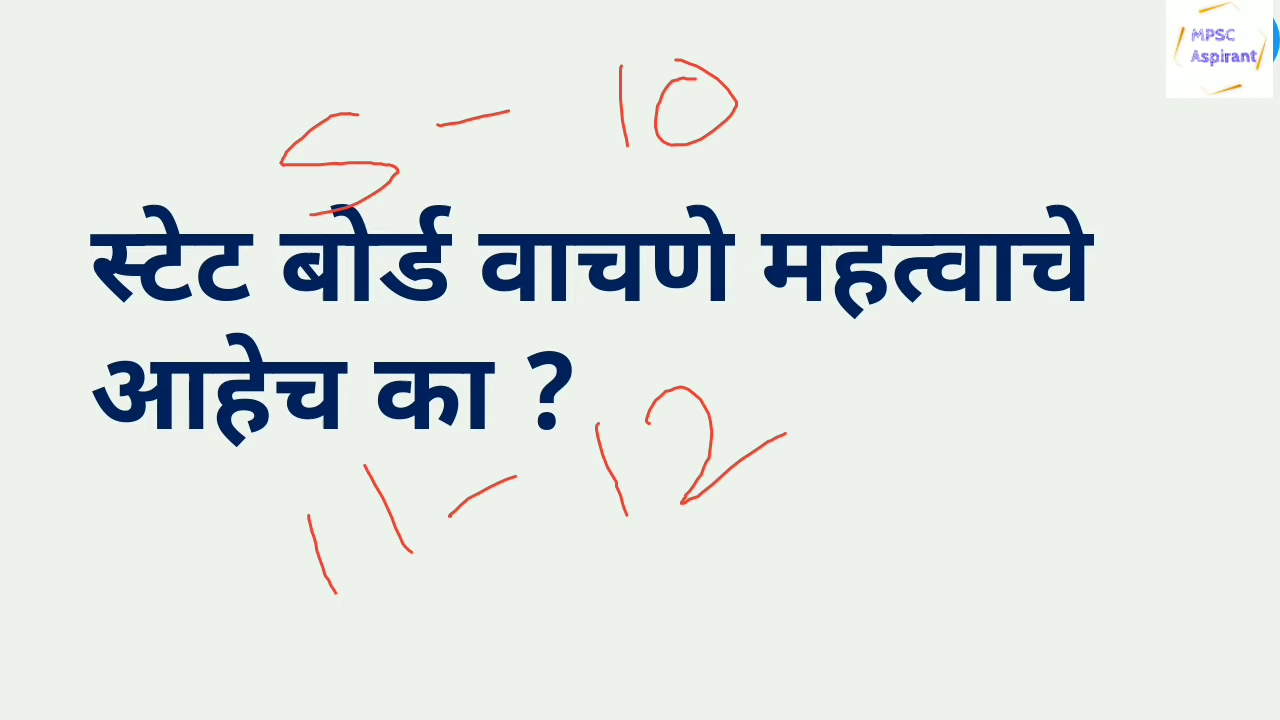 MPSC
Aspirant
5 - 10
स्टेट बोर्ड वाचणे महत्वाचे
आहेच का ?
11 - 12